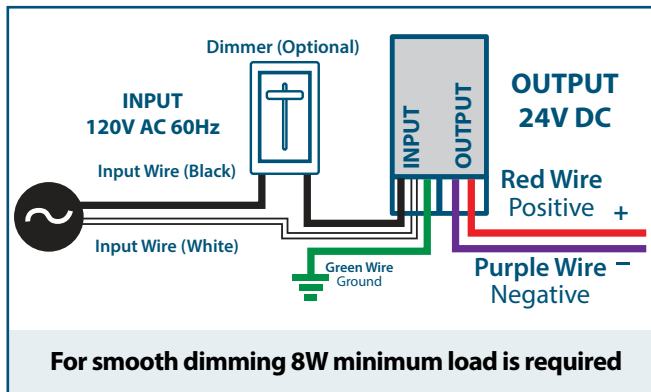 Dimmer (Optional)
INPUT
120V AC 60Hz
Input Wire (Black)
Input Wire (White)
INPUT
OUTPUT
OUTPUT
24V DC
Red Wire
Positive +
Purple Wire –
Negative
Green Wire
Ground
For smooth dimming 8W minimum load is required